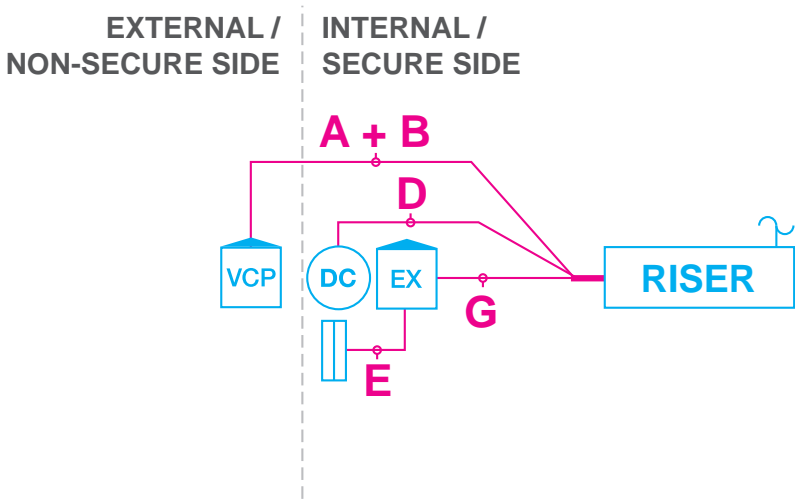 EXTERNAL /
NON-SECURE SIDE
INTERNAL /
SECURE SIDE
A + B
D
VCP
DC
EX
RISER
G
E